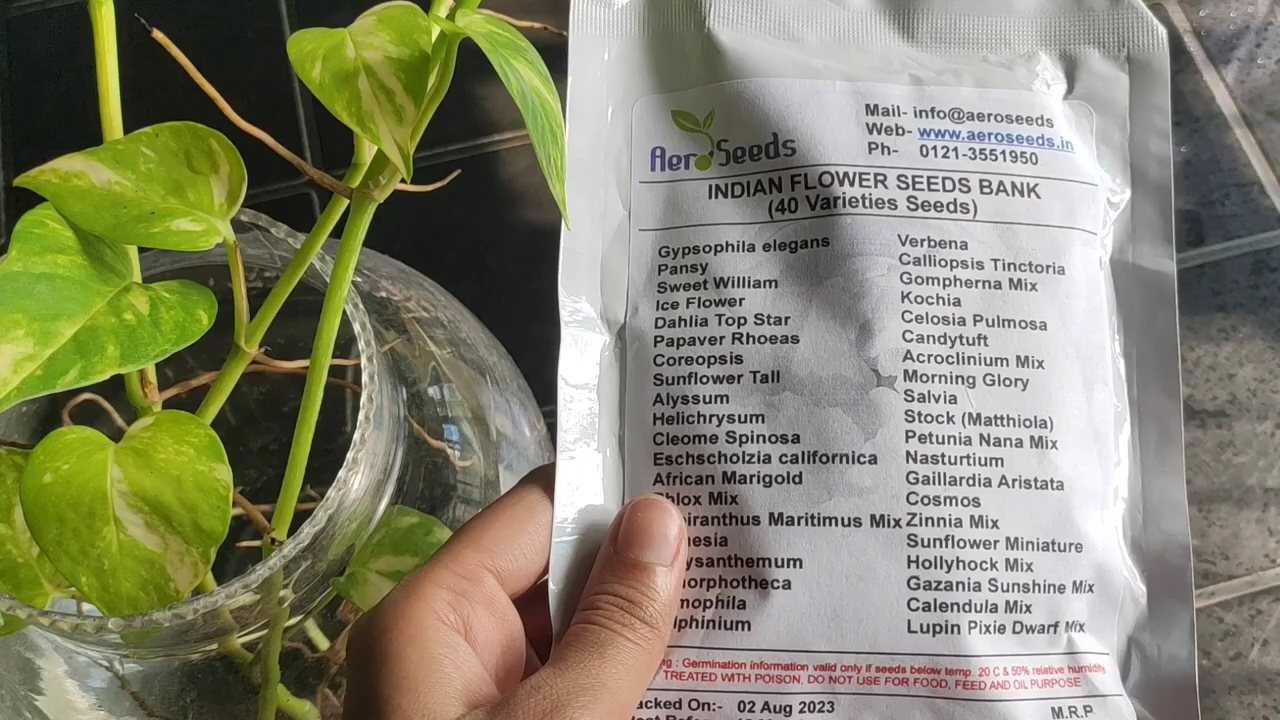 Aero Seeds
Mail- info@aeroseeds
Web- www.aeroseeds.in
Ph- 0121-3551950
INDIAN FLOWER SEEDS BANK
(40 Varieties Seeds)
Gypsophila elegans
Pansy
Sweet William
Ice Flower
Dahlia Top Star
Papaver Rhoeas
Coreopsis
Sunflower Tall
Alyssum
Helichrysum
Cleome Spinosa
Eschscholzia californica
African Marigold
Phlox Mix
Maritimus Mix
Verbena
Calliopsis Tinctoria
Gompherna Mix
Kochia
Celosia Pulmosa
Candytuft
Acroclinium Mix
Morning Glory
Salvia
Stock (Matthiola)
Petunia Nana Mix
Nasturtium
Gaillardia Aristata
Cosmos
Zinnia Mix
Sunflower Miniature
Hollyhock Mix
Gazania Sunshine Mix
Calendula Mix
Lupin Pixie Dwarf Mix
: Germination information valid only if seeds below temp. 20 C & 50% relative humidity.
TREATED WITH POISON, DO NOT USE FOR FOOD, FEED AND OIL PURPOSE
On:- 02 Aug 2023
M.R.P